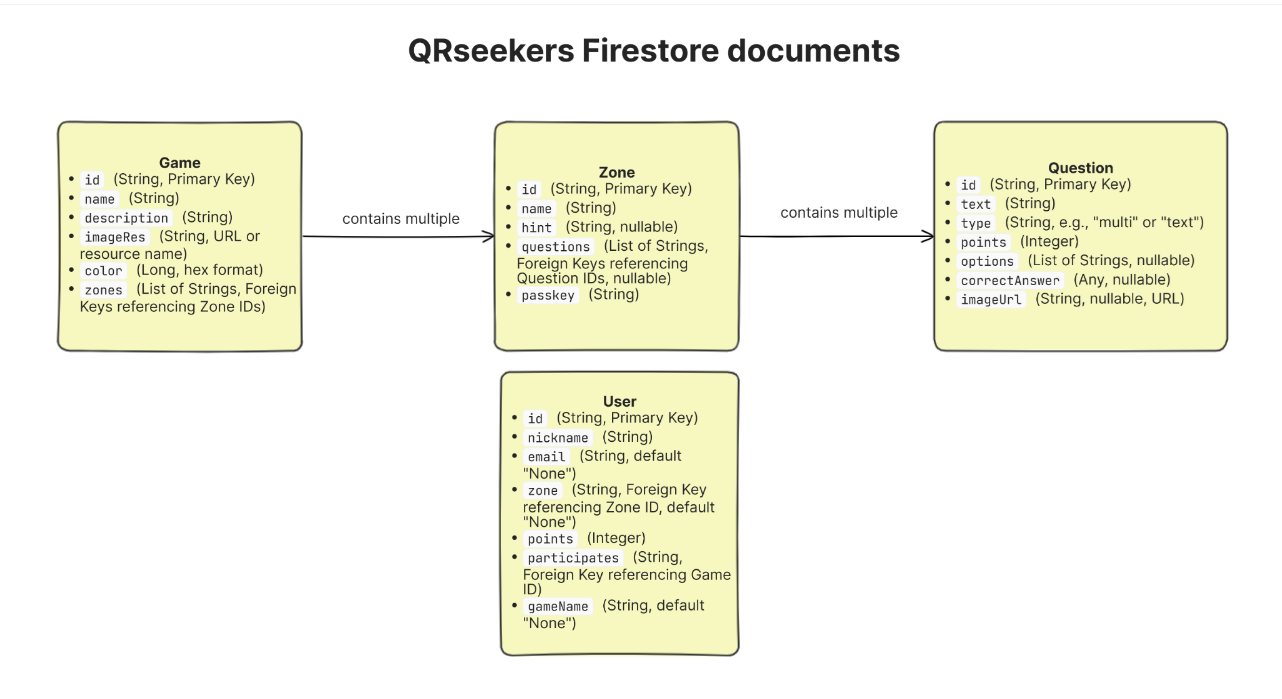 QRseekers Firestore documents
Game
• id (String, Primary Key)
• name (String)
• description (String)
• imageRes (String, URL or
resource name)
• color (Long, hex format)
• zones (List of Strings, Foreign
Keys referencing Zone IDs)
contains multiple
Zone
• id (String, Primary Key)
• name (String)
• hint (String, nullable)
• questions (List of Strings,
Foreign Keys referencing
Question IDs, nullable)
• passkey (String)
contains multiple
Question
• id (String, Primary Key)
• text (String)
• type (String, e.g., "multi" or "text")
• points (Integer)
• options (List of Strings, nullable)
• correctAnswer (Any, nullable)
• imageUrl (String, nullable, URL)
User
• id (String, Primary Key)
• nickname (String)
• email (String, default
"None")
• zone (String, Foreign Key
referencing Zone ID, default
"None")
• points (Integer)
• participates (String,
Foreign Key referencing Game
ID)
• gameName (String, default
"None")